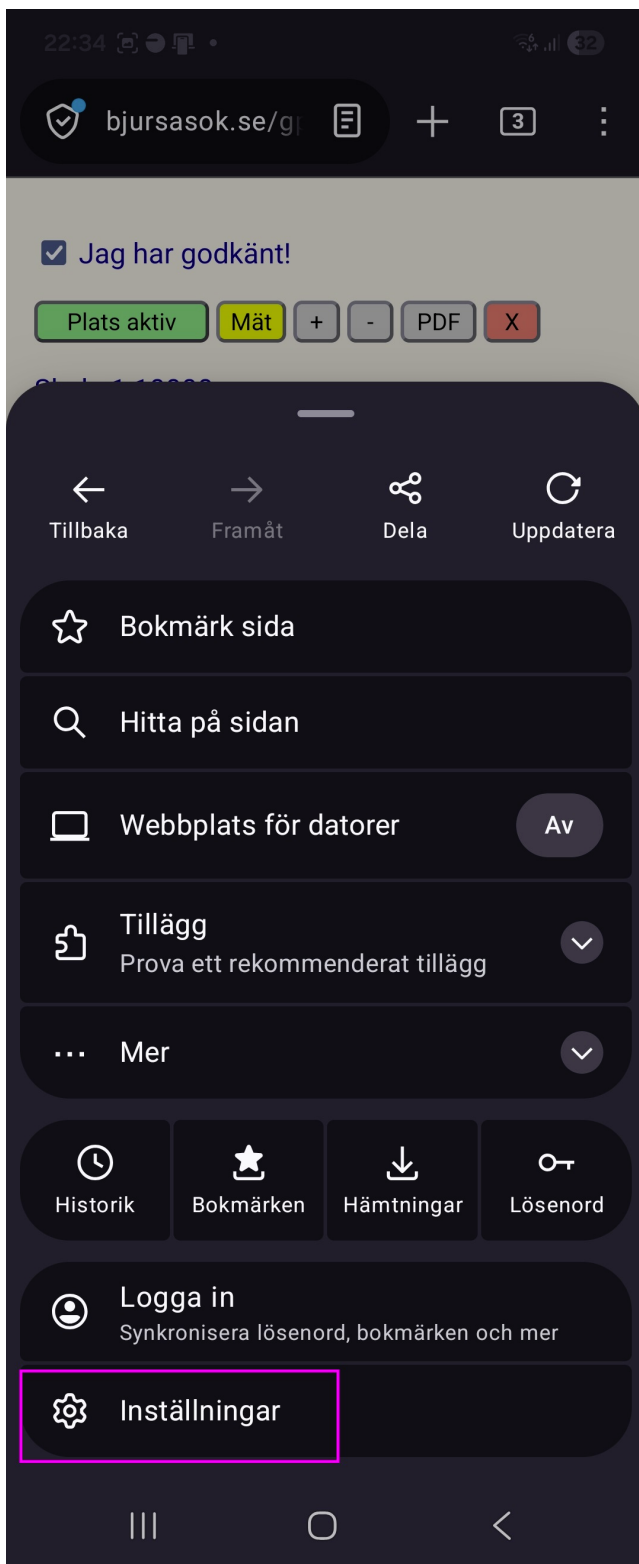 22:34
32
bjursasok.se/gp
3
Jag har godkänt!
Plats aktiv Mät + - PDF X
Tillbaka Framåt Dela Uppdatera
Bokmärk sida
Hitta på sidan
Webbplats för datorer Av
Tillägg
Prova ett rekommenderat tillägg
Mer
Historik Bokmärken Hämtningar Lösenord
Logga in
Synkronisera lösenord, bokmärken och mer
Inställningar